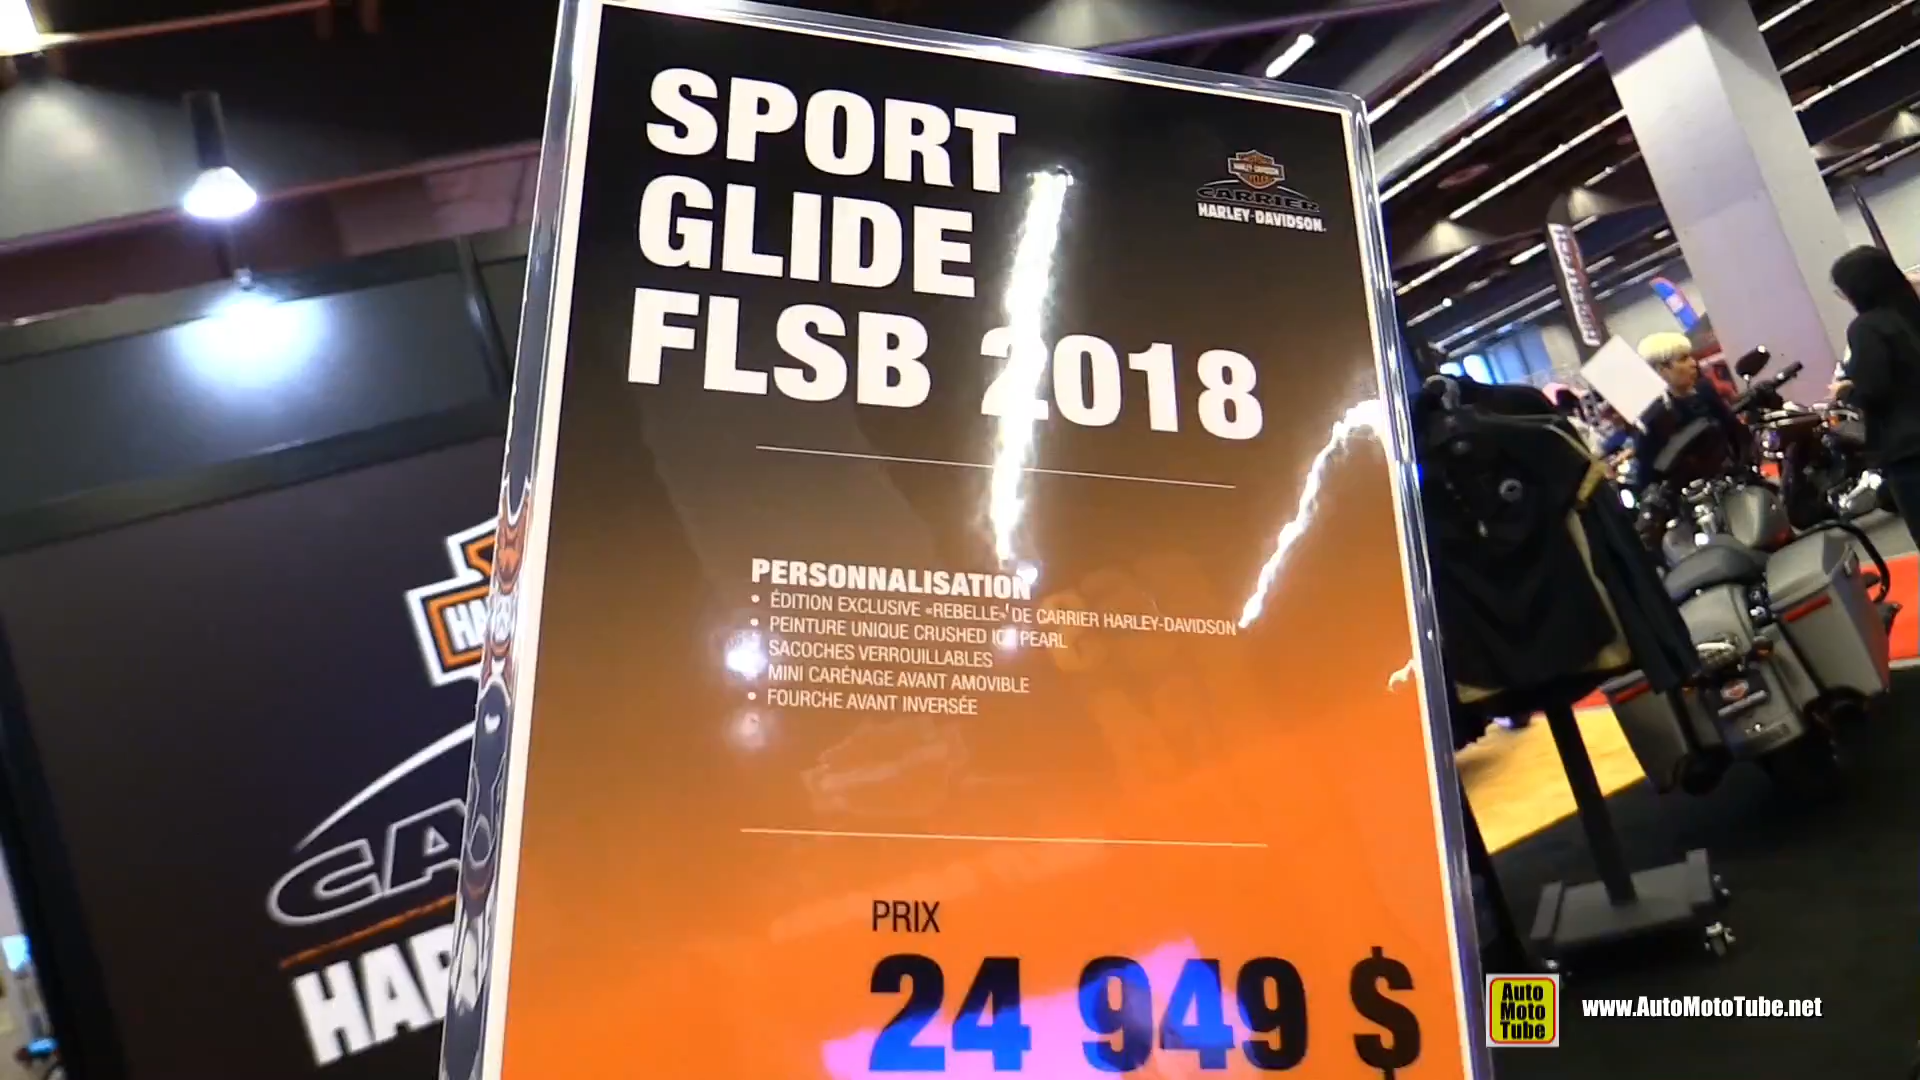 SPORT
GLIDE
FLSB 2018
HARLEY-DAVIDSON
CARRIER
HARLEY-DAVIDSON
PERSONNALISATION
• ÉDITION EXCLUSIVE «REBELLE» DE CARRIER HARLEY-DAVIDSON
• PEINTURE UNIQUE CRUSHED ICE PEARL
SACOCHES VERROUILLABLES
MINI CARÉNAGE AVANT AMOVIBLE
• FOURCHE AVANT INVERSÉE
PRIX
24 949 $
Auto
Moto
Tube
www.AutoMotoTube.net